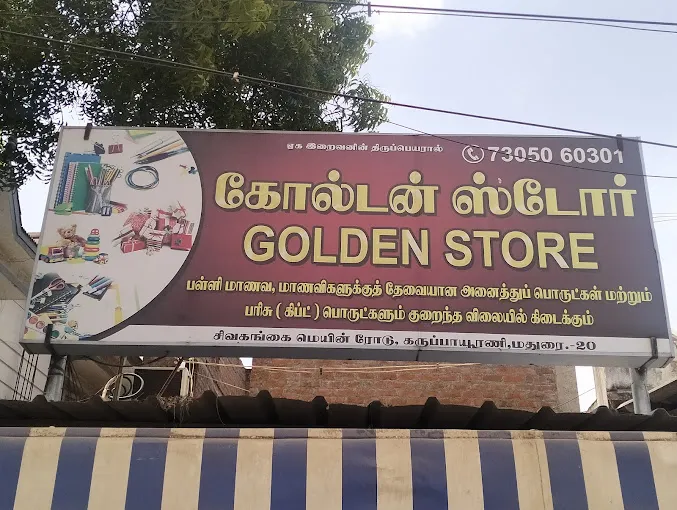 ஏக இறைவனின் திருப்பெயரால்
73050 60301
கோல்டன் ஸ்டோர்
GOLDEN STORE
பள்ளி மாணவ, மாணவிகளுக்குத் தேவையான அனைத்துப் பொருட்கள் மற்றும்
பரிசு ( கிப்ட் ) பொருட்களும் குறைந்த விலையில் கிடைக்கும்
சிவகங்கை மெயின் ரோடு, கருப்பாயூரணி,மதுரை.-20